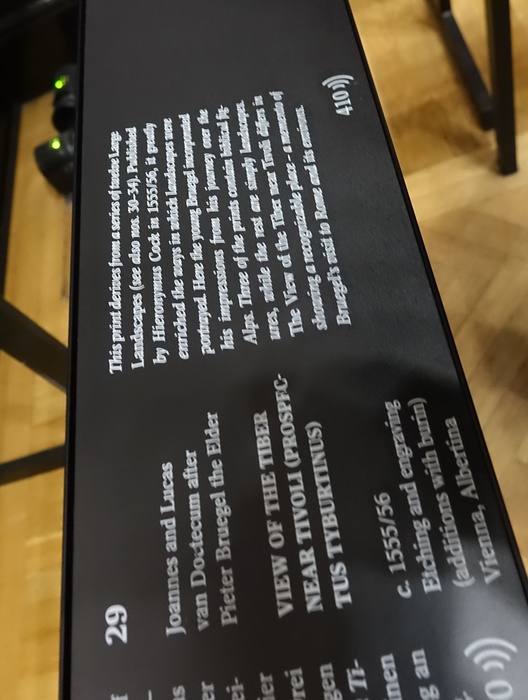 29
Joannes and Lucas
van Doetecum after
Pieter Bruegel the Elder
VIEW OF THE TIBER
NEAR TIVOLI (PROSPEC-
TUS TYBURTINUS)
c. 1555/56
Etching and engraving
(additions with burin)
Vienna, Albertina
This print derives from a series of twelve Large
Landscapes (see also nos. 30-34). Published
by Hieronymus Cock in 1555/56, it greatly
enriched the ways in which landscapes were
portrayed. Here the young Bruegel incorporated
his impressions from his journey over the
Alps. Three of the prints contain biblical fig-
ures, while the rest are simply landscapes.
The View of the Tiber near Tivoli differs in
showing a recognizable place – a memento of
Bruegel's visit to Rome and its environs.
410